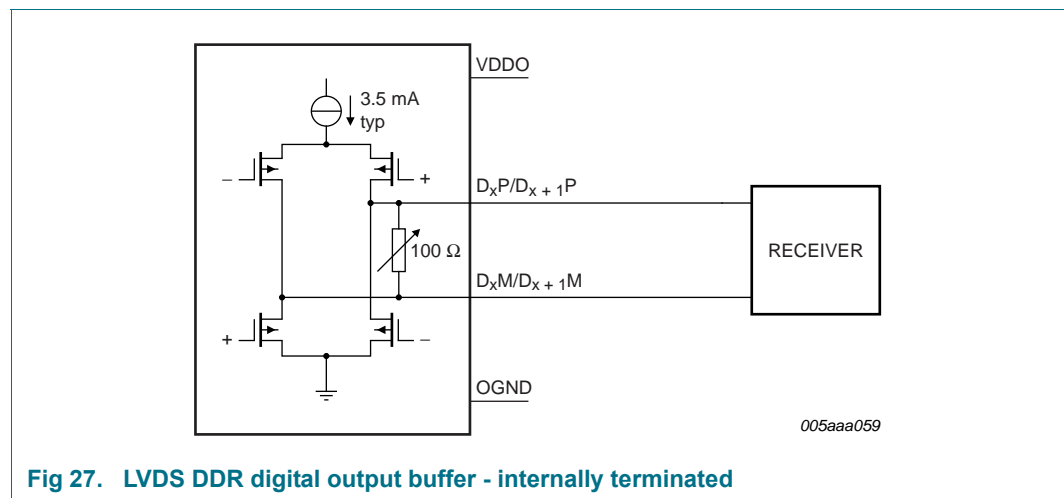 VDDO
3.5 mA
typ
−
+
DxP/Dx + 1P
100 Ω
RECEIVER
DxM/Dx + 1M
+
−
OGND
005aaa059
Fig 27. LVDS DDR digital output buffer - internally terminated